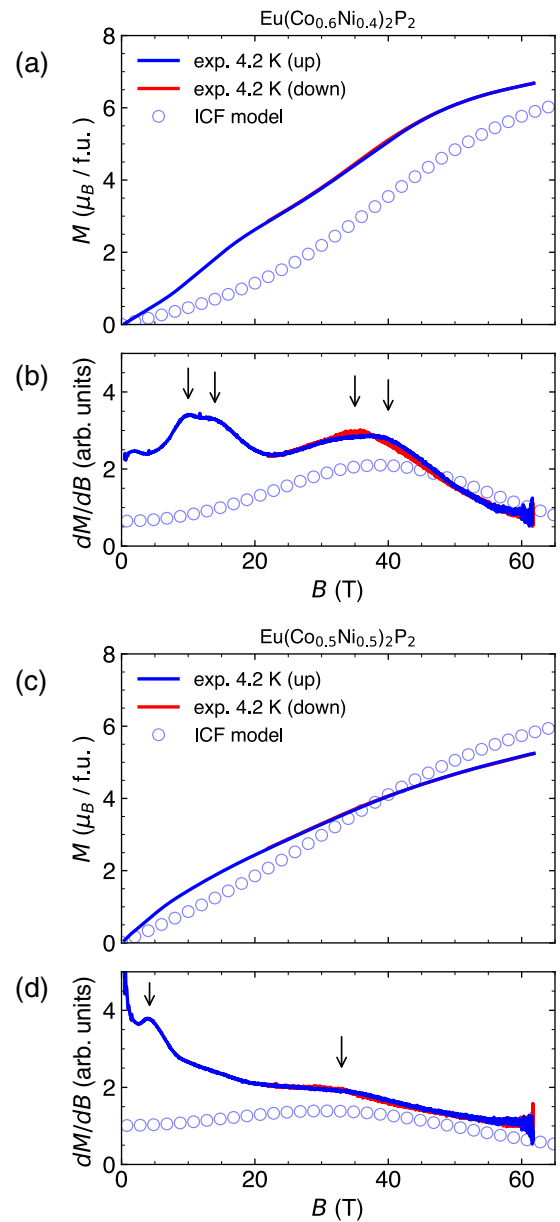 Eu(Co₀.₆Ni₀.₄)₂P₂
(a)
exp. 4.2 K (up)
exp. 4.2 K (down)
ICF model
M (μ_B / f.u.)
8
6
4
2
0
(b)
dM/dB (arb. units)
4
2
0
0
20
40
60
B (T)
Eu(Co₀.₅Ni₀.₅)₂P₂
(c)
exp. 4.2 K (up)
exp. 4.2 K (down)
ICF model
M (μ_B / f.u.)
8
6
4
2
0
(d)
dM/dB (arb. units)
4
2
0
0
20
40
60
B (T)